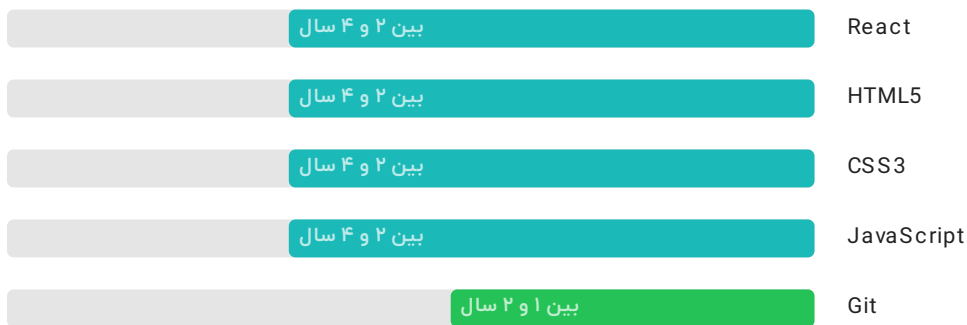 React بین ۲ و ۴ سال
HTML5 بین ۲ و ۴ سال
CSS3 بین ۲ و ۴ سال
JavaScript بین ۲ و ۴ سال
Git بین ۱ و ۲ سال